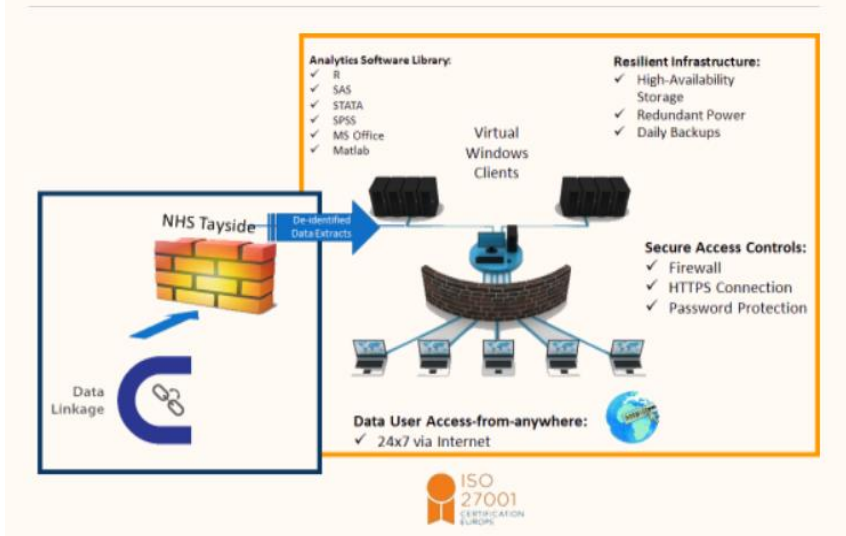 Analytics Software Library:
✓ R
✓ SAS
✓ STATA
✓ SPSS
✓ MS Office
✓ Matlab
Resilient Infrastructure:
✓ High-Availability
Storage
✓ Redundant Power
✓ Daily Backups
Virtual
Windows
Clients
NHS Tayside
De-identified
Data Extracts
Secure Access Controls:
✓ Firewall
✓ HTTPS Connection
✓ Password Protection
Data
Linkage
Data User Access-from-anywhere:
✓ 24x7 via Internet
ISO
27001
CERTIFICATION
EUROPE